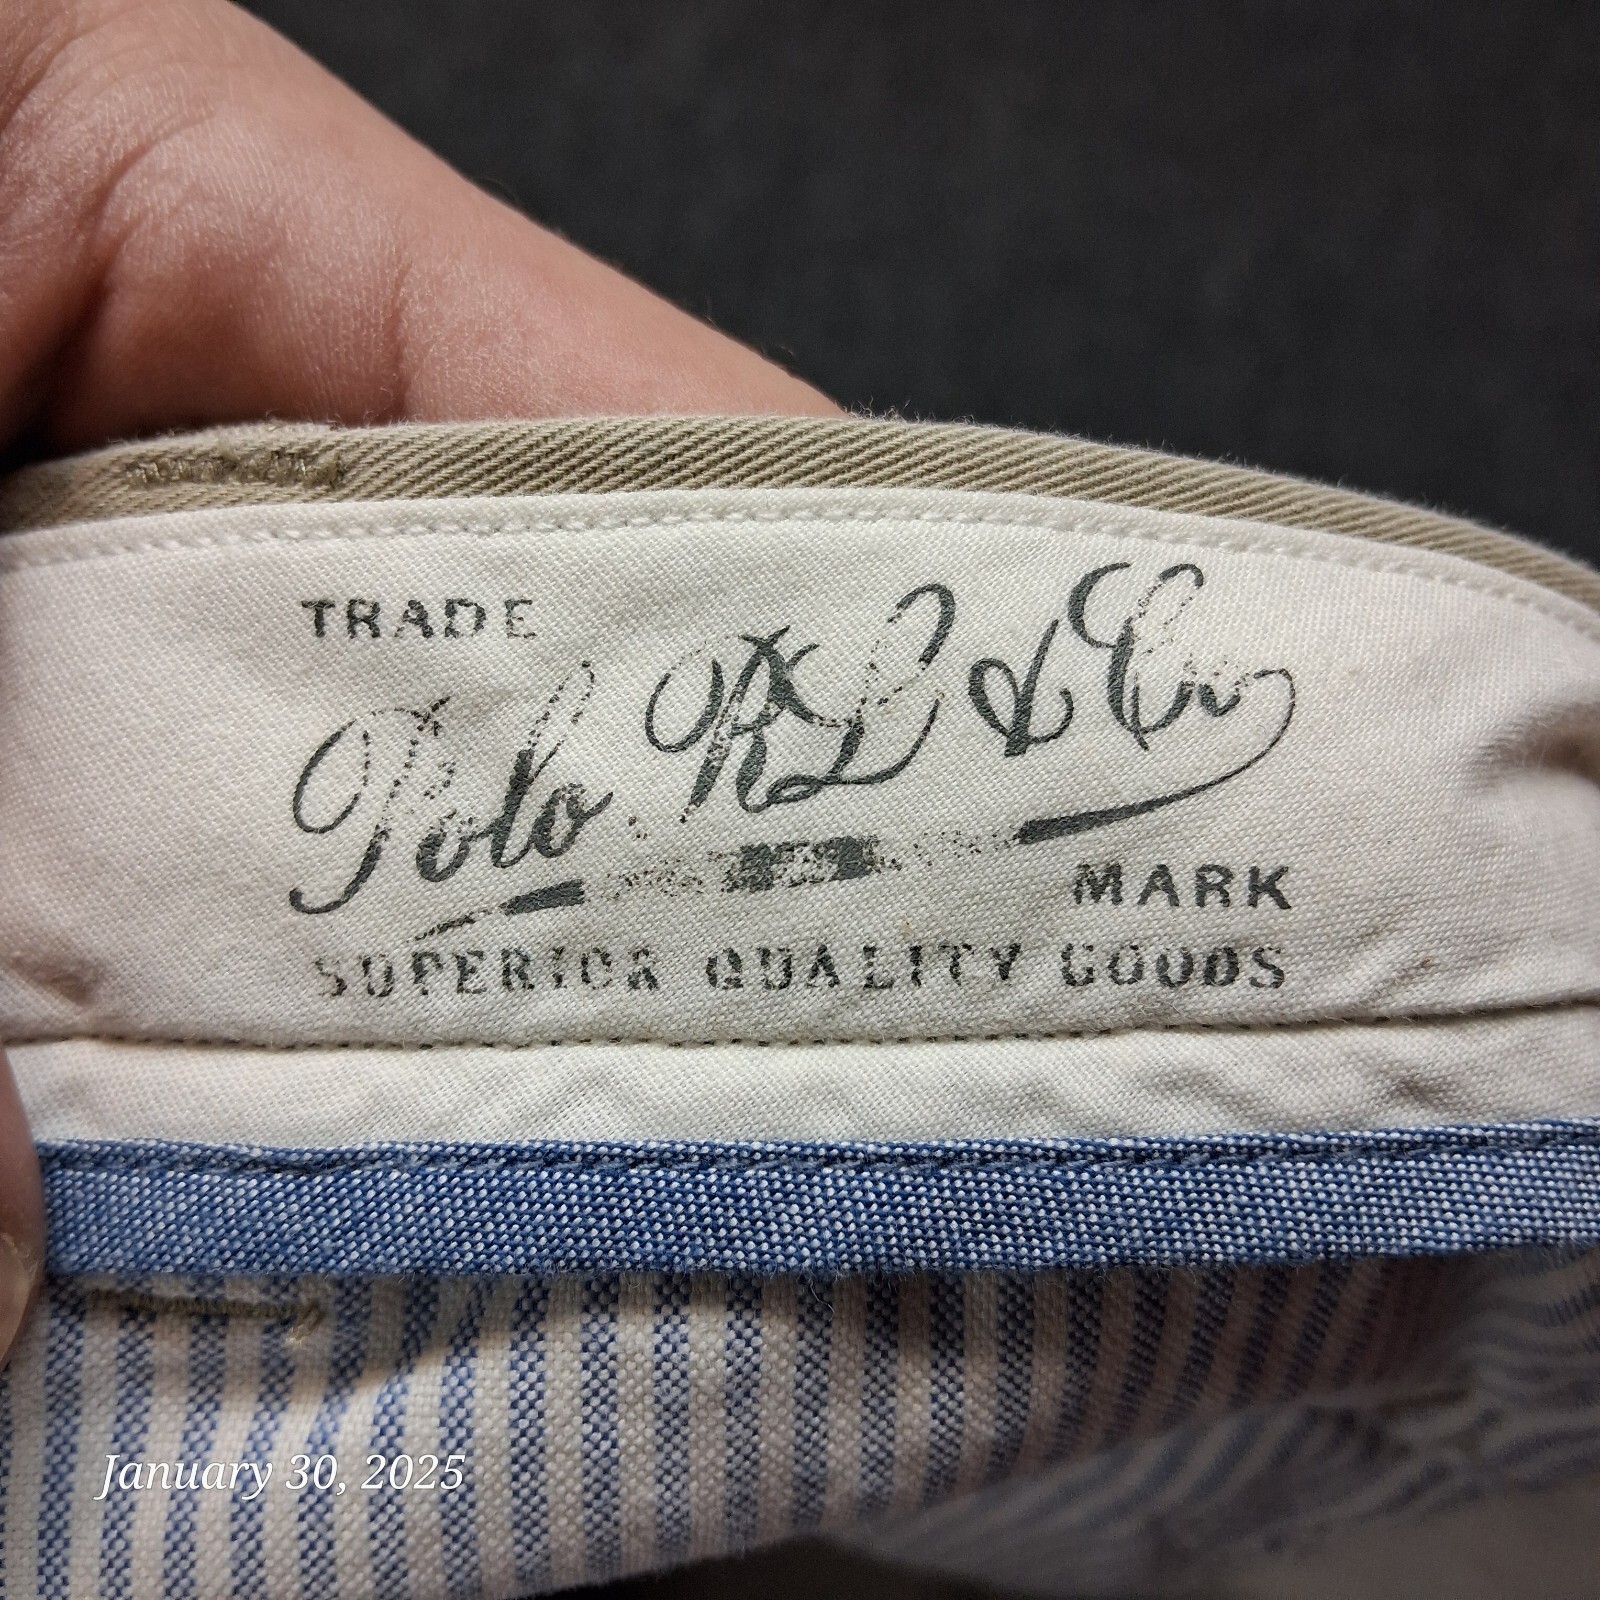 TRADE
Polo. RL & Co
MARK
SUPERIOR QUALITY GOODS
January 30, 2025